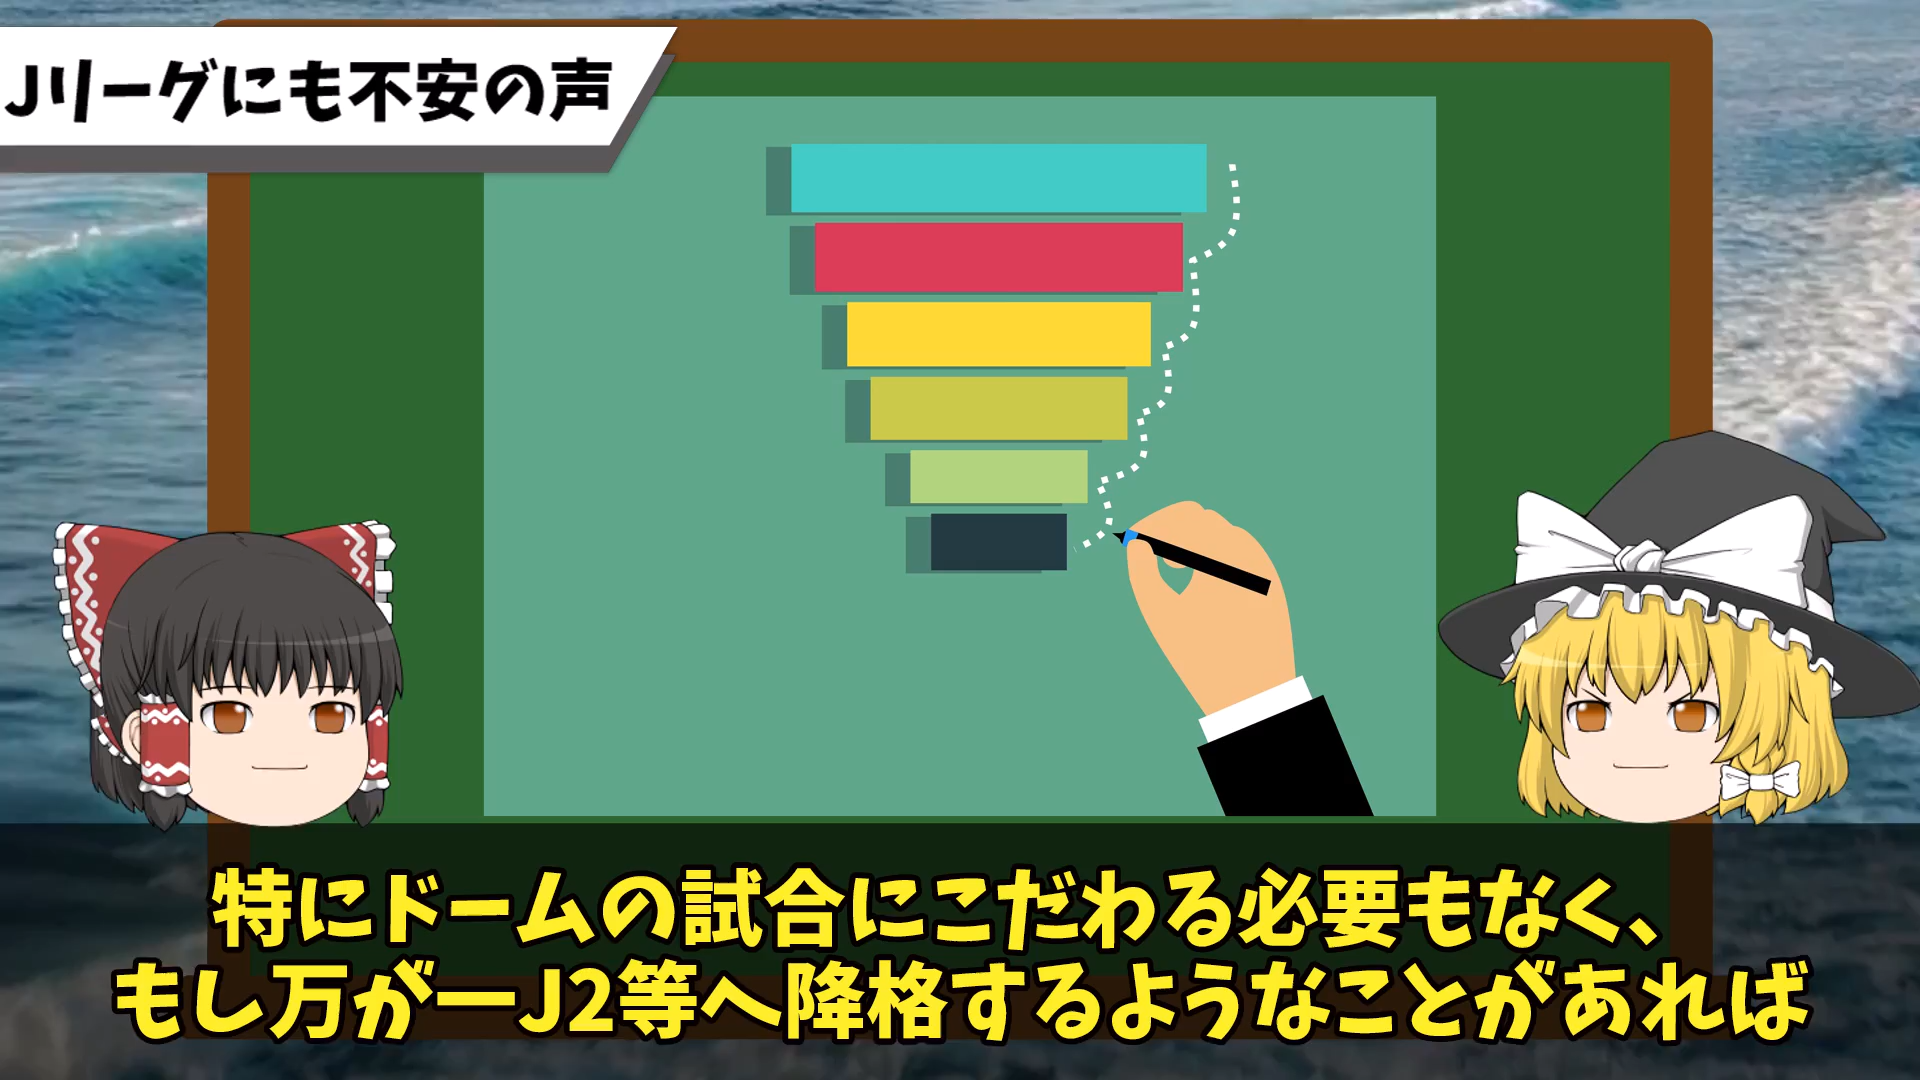 Jリーグにも不安の声
特にドームの試合にこだわる必要もなく、
もし万が一J2等へ降格するようなことがあれば